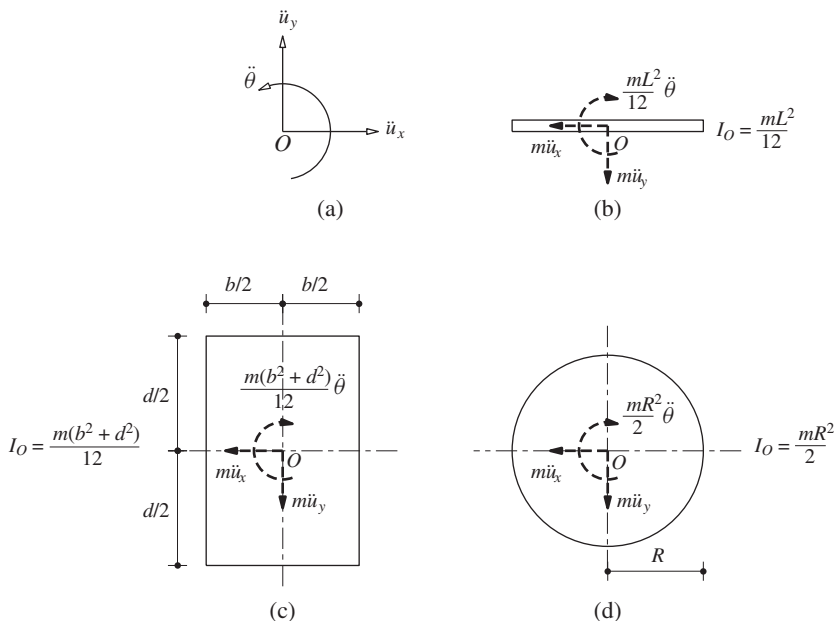 ü_y
θ̈
O
ü_x
(a)
mL²/12 θ̈
I_O = mL²/12
mü_x
O
mü_y
(b)
b/2 b/2
d/2
m(b² + d²)/12 θ̈
I_O = m(b² + d²)/12
mü_x
O
mü_y
d/2
(c)
mR²/2 θ̈
I_O = mR²/2
mü_x
O
mü_y
R
(d)